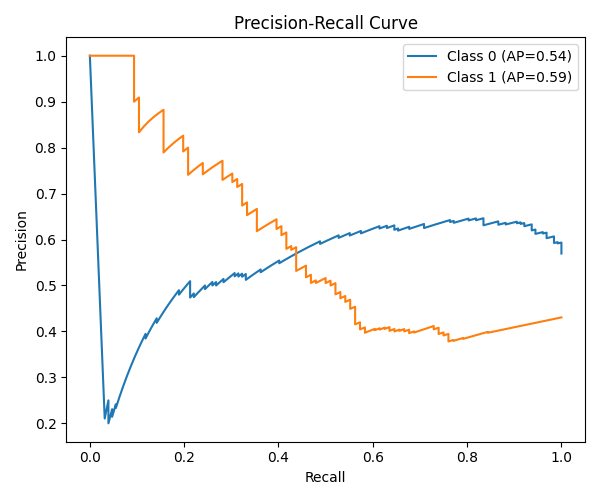 Precision-Recall Curve
Class 0 (AP=0.54)
Class 1 (AP=0.59)
Precision
1.0
0.9
0.8
0.7
0.6
0.5
0.4
0.3
0.2
0.0 0.2 0.4 0.6 0.8 1.0
Recall